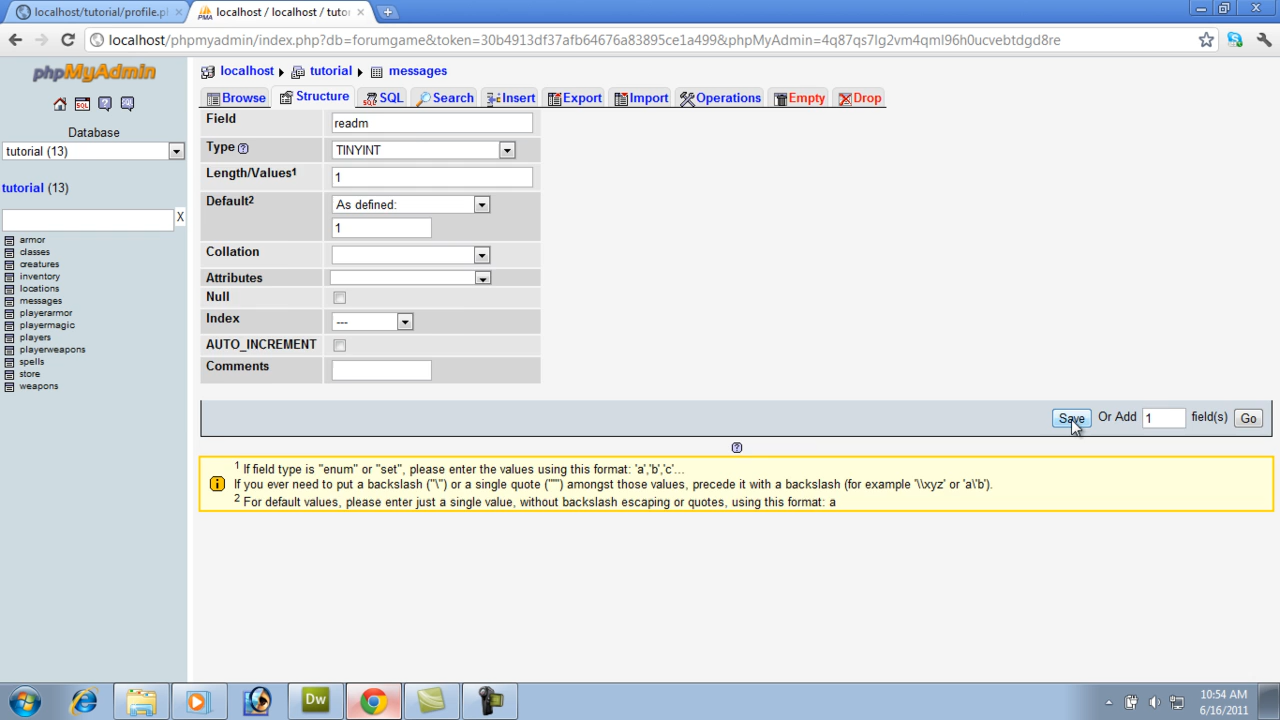 localhost/tutorial/profile.pl
localhost / localhost / tutor
localhost/phpmyadmin/index.php?db=forumgame&token=30b4913df37afb64676a83895ce1a499&phpMyAdmin=4q87qs7lg2vm4qml96h0ucvebtdgd8re
phpMyAdmin
localhost
tutorial
messages
Browse
Structure
SQL
Search
Insert
Export
Import
Operations
Empty
Drop
Database
tutorial (13)
tutorial (13)
X
armor
classes
creatures
inventory
locations
messages
playerarmor
playermagic
players
playerweapons
spells
store
weapons
Field
readm
Type
TINYINT
Length/Values1
1
Default2
As defined:
1
Collation
Attributes
Null
Index
---
AUTO_INCREMENT
Comments
Save
Or Add
1
field(s)
Go
1 If field type is "enum" or "set", please enter the values using this format: 'a','b','c'...
If you ever need to put a backslash ("\") or a single quote ("'") amongst those values, precede it with a backslash (for example '\\xyz' or 'a\'b').
2 For default values, please enter just a single value, without backslash escaping or quotes, using this format: a
Dw
10:54 AM
6/16/2011